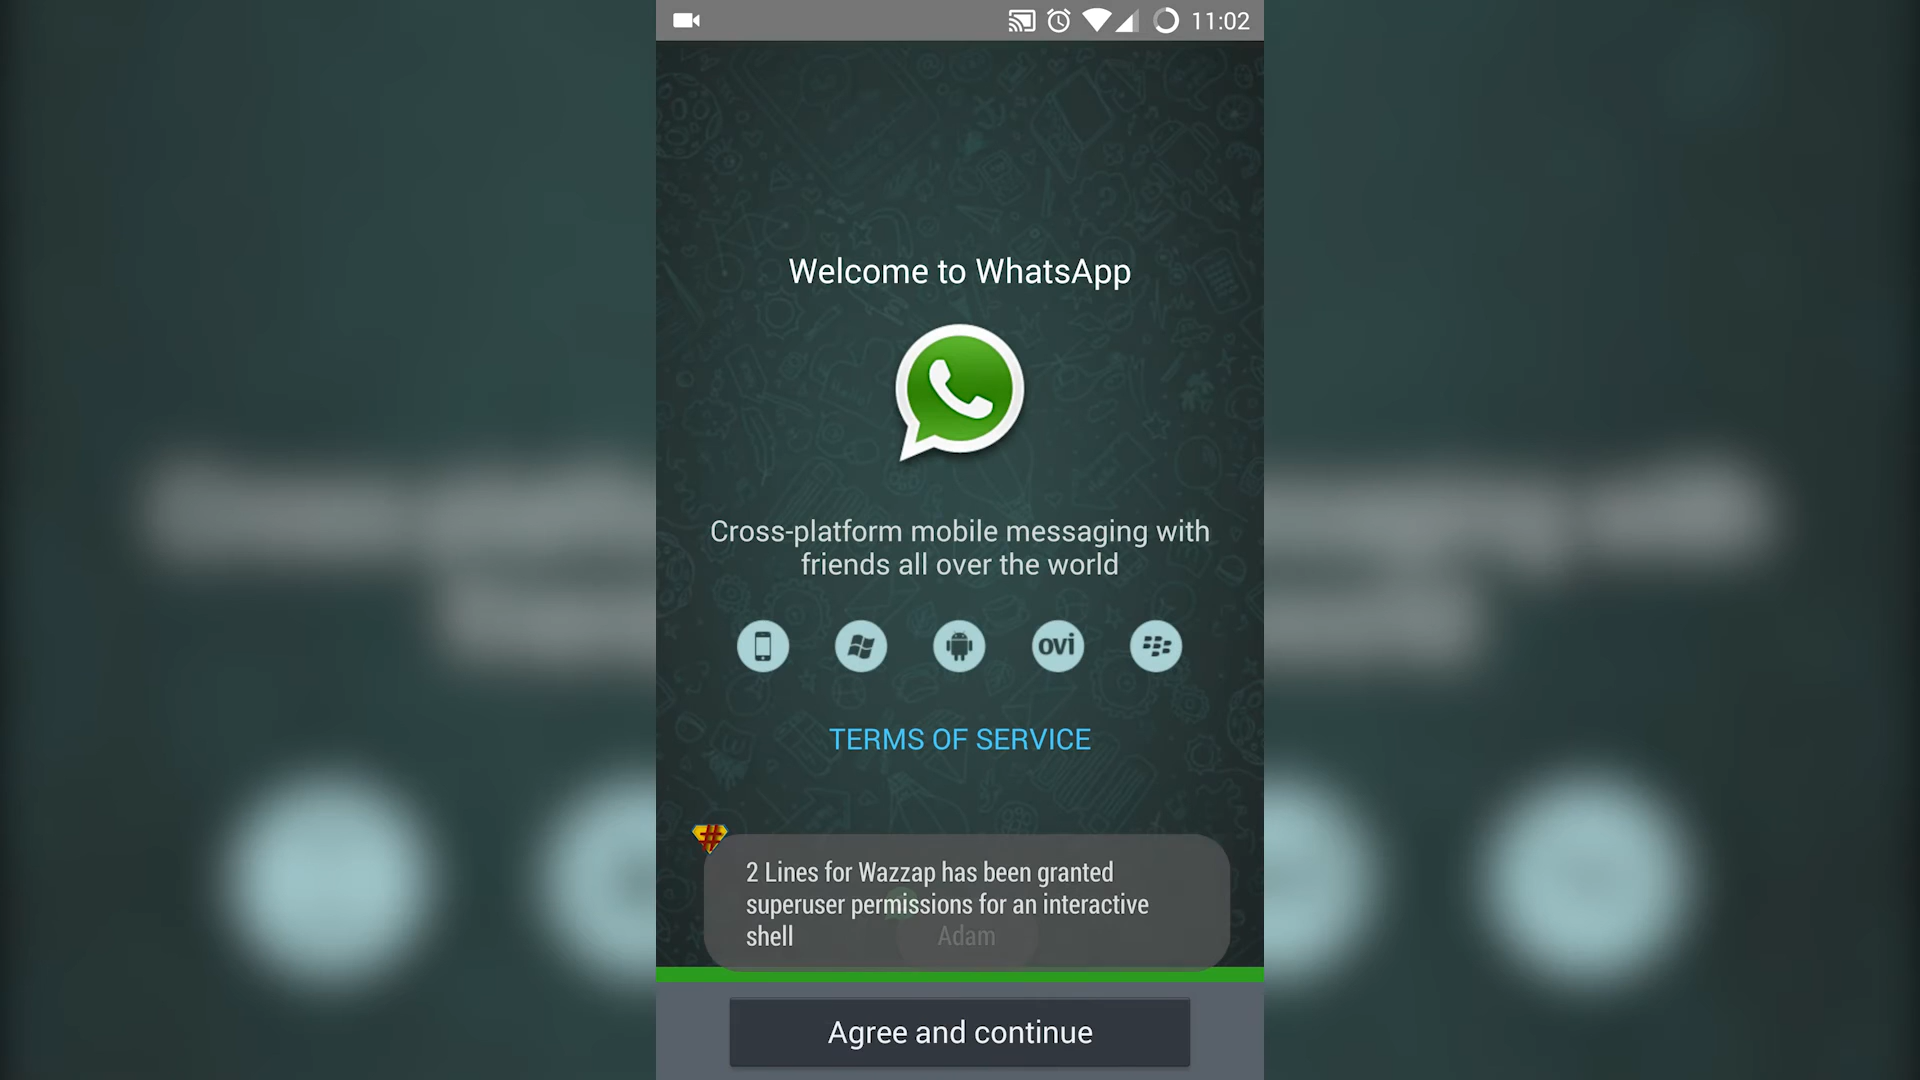 11:02
Welcome to WhatsApp
Cross-platform mobile messaging with
friends all over the world
ovi
TERMS OF SERVICE
#
2 Lines for Wazzap has been granted
superuser permissions for an interactive
shell
Adam
Agree and continue